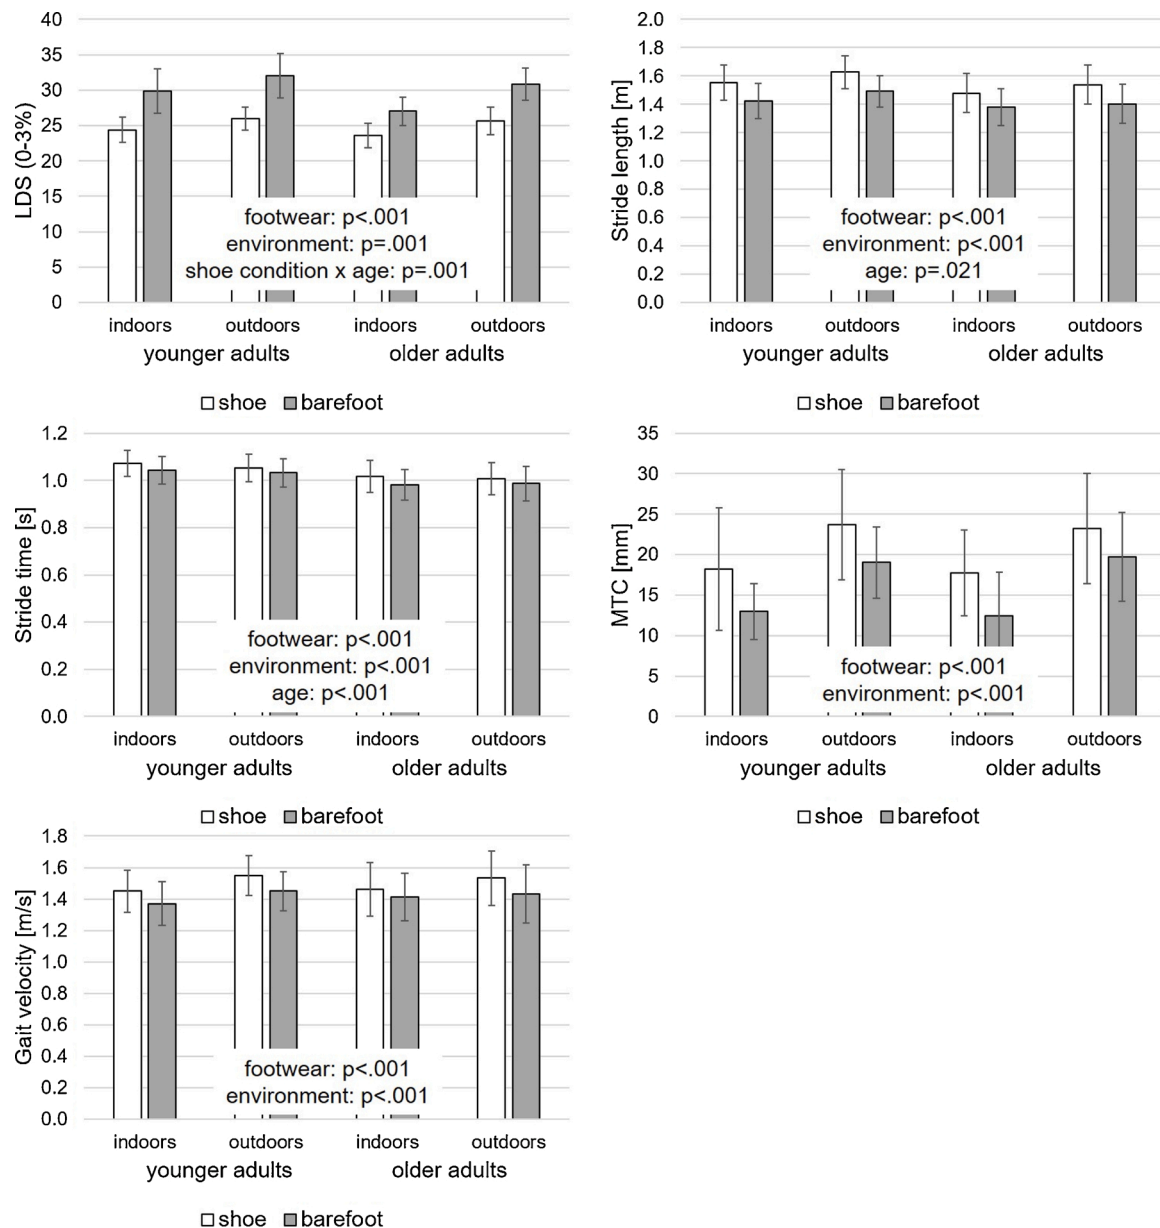 40
35
30
25
20
15
10
5
0
LDS (0-3%)
footwear: p<.001
environment: p=.001
shoe condition x age: p=.001
indoors outdoors indoors outdoors
younger adults older adults
shoe barefoot
2.0
1.8
1.6
1.4
1.2
1.0
0.8
0.6
0.4
0.2
0.0
Stride length [m]
footwear: p<.001
environment: p<.001
age: p=.021
indoors outdoors indoors outdoors
younger adults older adults
shoe barefoot
1.2
1.0
0.8
0.6
0.4
0.2
0.0
Stride time [s]
footwear: p<.001
environment: p<.001
age: p<.001
indoors outdoors indoors outdoors
younger adults older adults
shoe barefoot
35
30
25
20
15
10
5
0
MTC [mm]
footwear: p<.001
environment: p<.001
indoors outdoors indoors outdoors
younger adults older adults
shoe barefoot
1.8
1.6
1.4
1.2
1.0
0.8
0.6
0.4
0.2
0.0
Gait velocity [m/s]
footwear: p<.001
environment: p<.001
indoors outdoors indoors outdoors
younger adults older adults
shoe barefoot